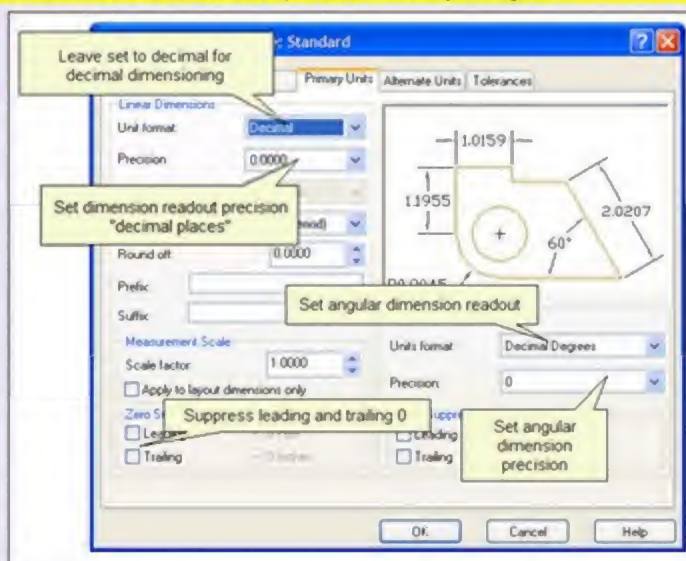 Standard
Leave set to decimal for
decimal dimensioning
Primary Units
Alternate Units
Tolerances
Linear Dimensions
Unit format:
Decimal
Precision
0.0000
Set dimension readout precision
"decimal places"
Round off:
0.0000
Prefix:
Suffix:
Measurement Scale
Scale factor:
1.0000
Apply to layout dimensions only
Suppress leading and trailing 0
Trailing
1.0159
1.1955
2.0207
60°
Set angular dimension readout
Units format:
Decimal Degrees
Precision:
0
Leading
Trailing
Set angular
dimension
precision
OK
Cancel
Help